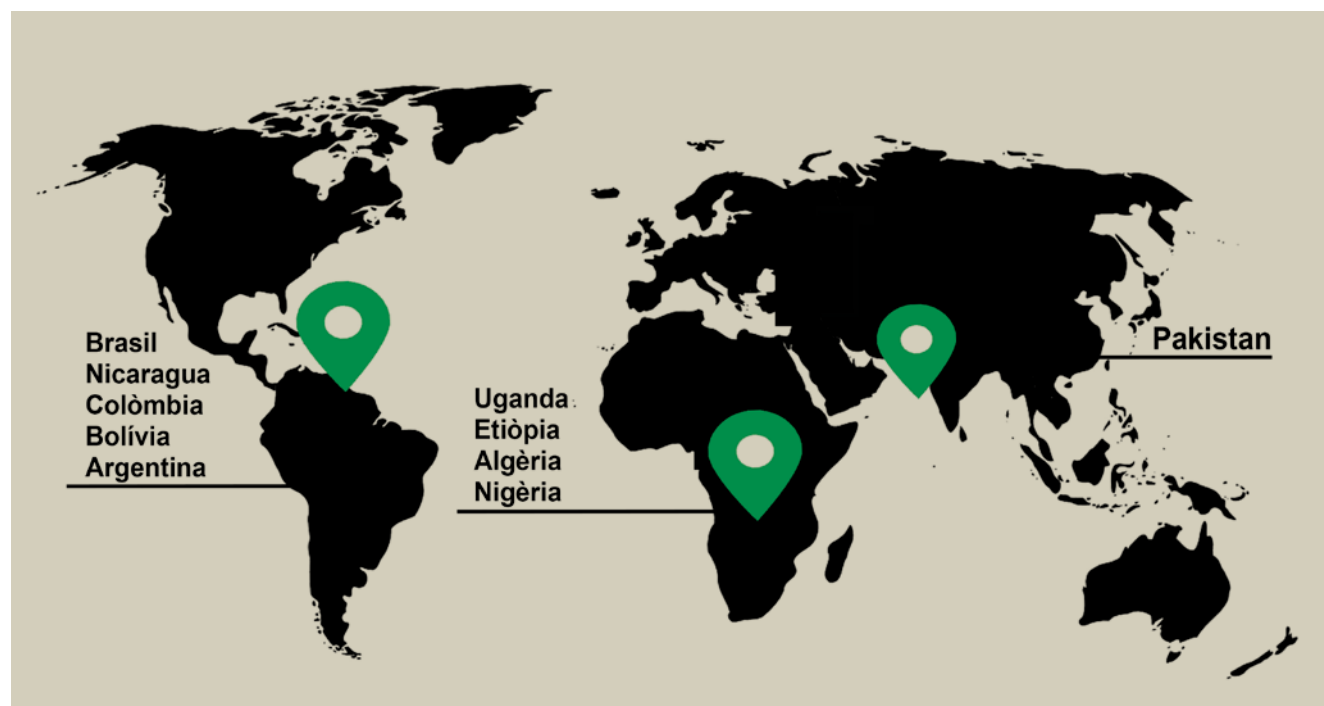 Brasil
Nicaragua
Colòmbia
Bolívia
Argentina
Uganda
Etiòpia
Algèria
Nigèria
Pakistan